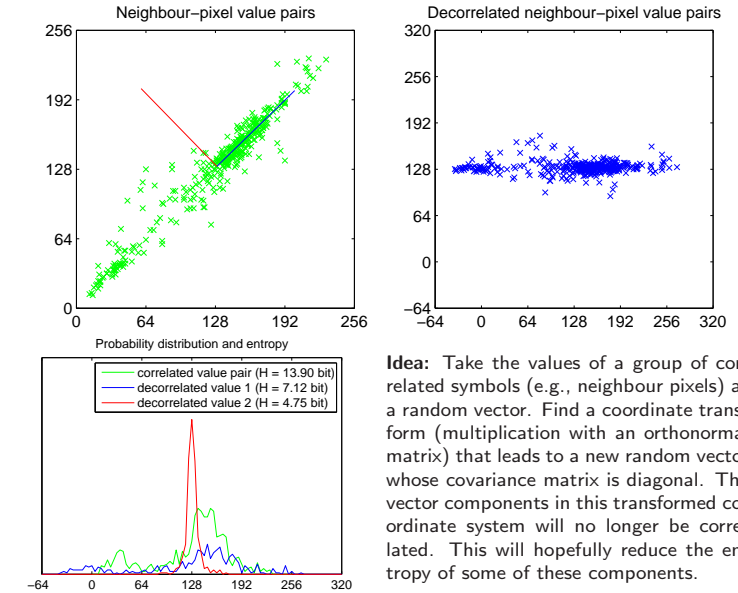 Neighbour−pixel value pairs
256
192
128
64
0
0 64 128 192 256
Decorrelated neighbour−pixel value pairs
320
256
192
128
64
0
−64
−64 0 64 128 192 256 320
Probability distribution and entropy
correlated value pair (H = 13.90 bit)
decorrelated value 1 (H = 7.12 bit)
decorrelated value 2 (H = 4.75 bit)
−64 0 64 128 192 256 320
Idea: Take the values of a group of cor
related symbols (e.g., neighbour pixels) a
a random vector. Find a coordinate trans
form (multiplication with an orthonorma
matrix) that leads to a new random vecto
whose covariance matrix is diagonal. Th
vector components in this transformed co
ordinate system will no longer be corre
lated. This will hopefully reduce the en
tropy of some of these components.